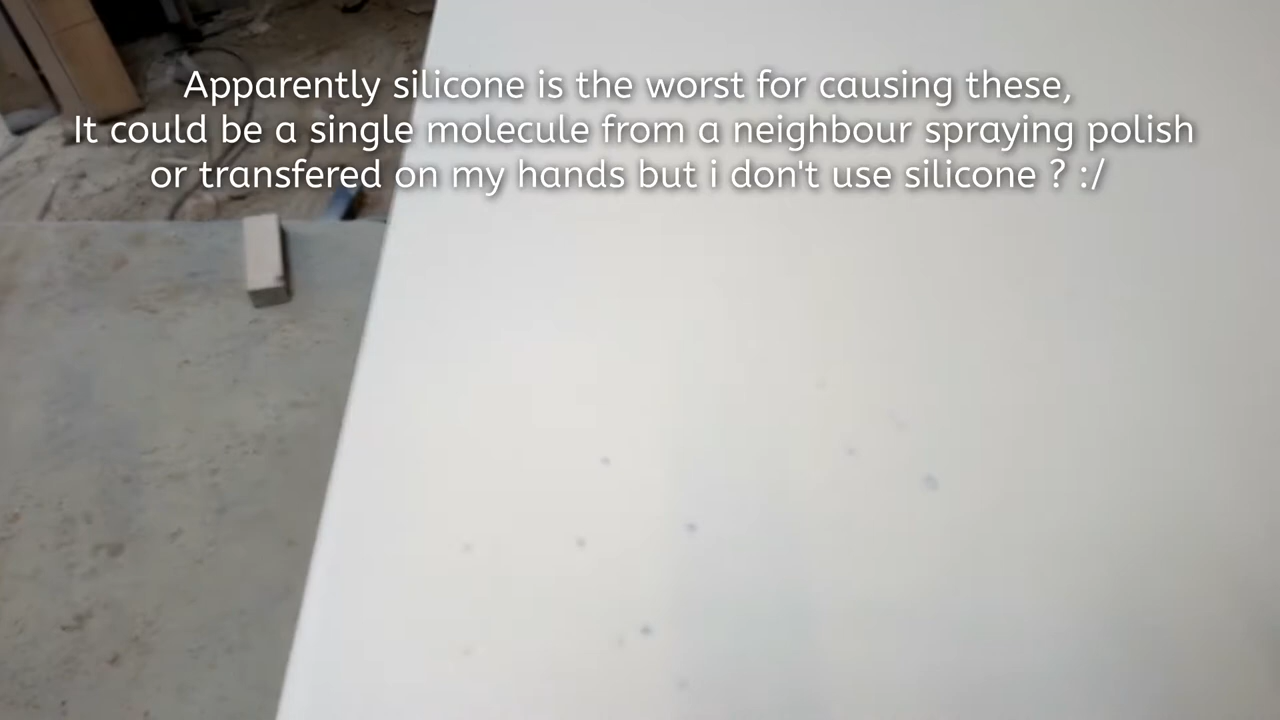 Apparently silicone is the worst for causing these,
It could be a single molecule from a neighbour spraying polish
or transfered on my hands but i don't use silicone ? :/